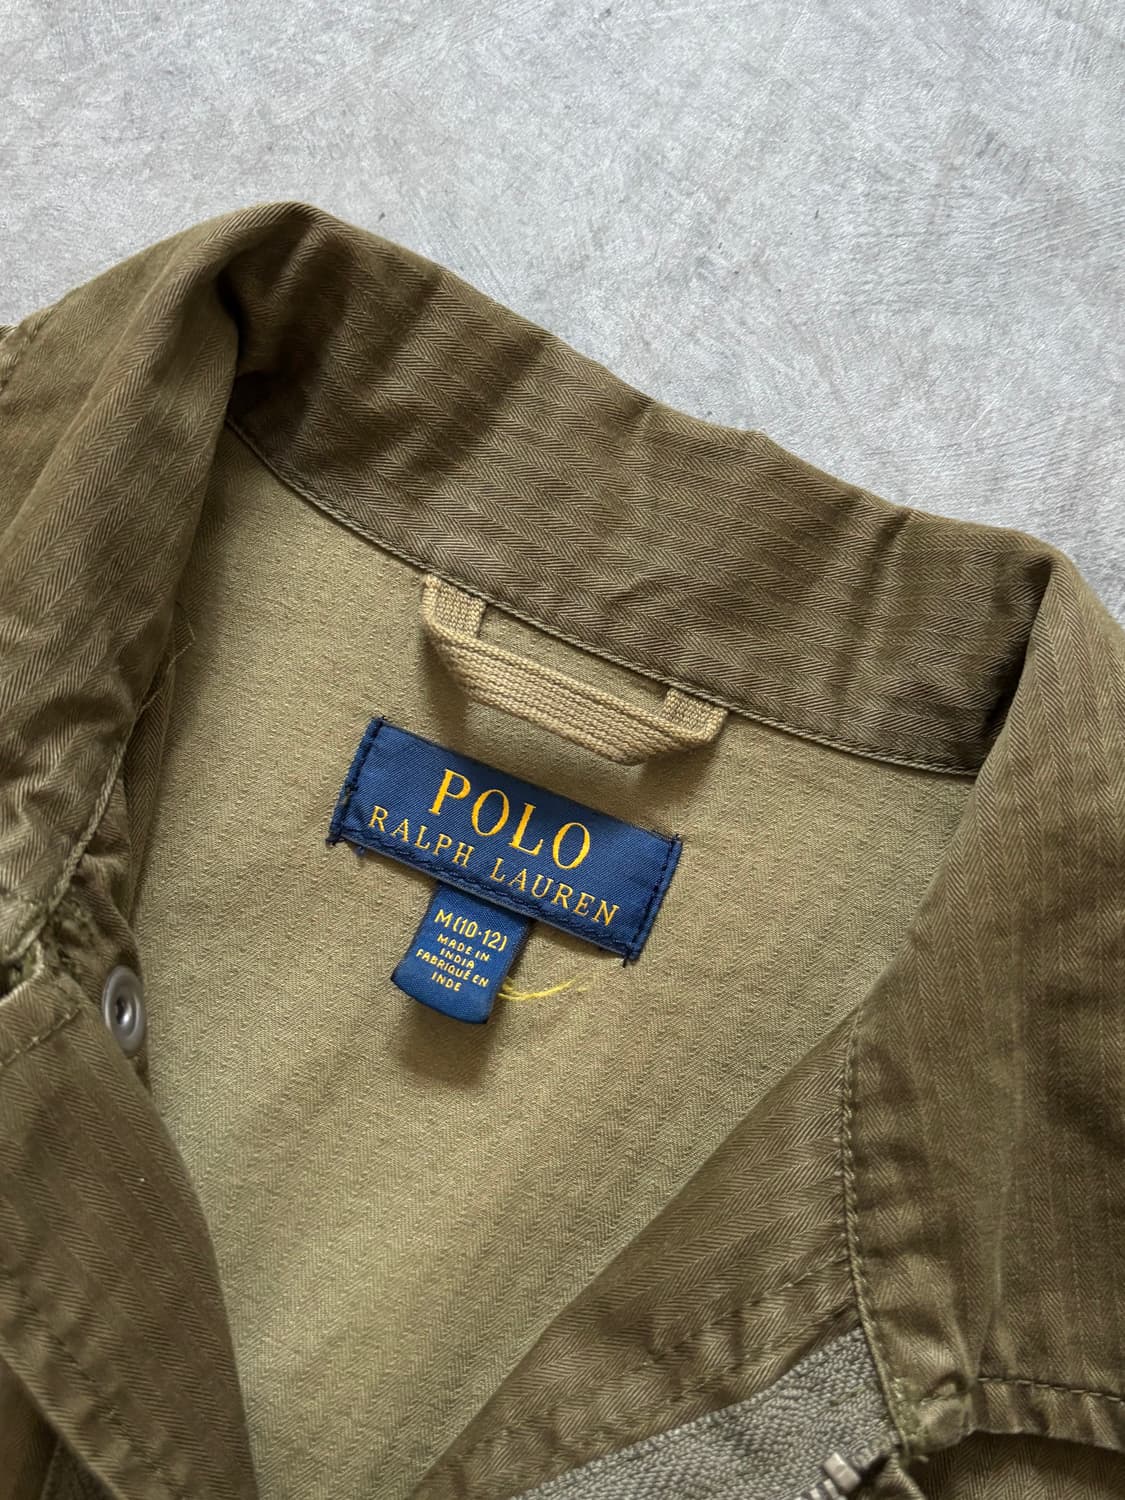 POLO
RALPH LAUREN
M(10-12)
MADE IN
INDIA
FABRIQUÉ EN
INDE